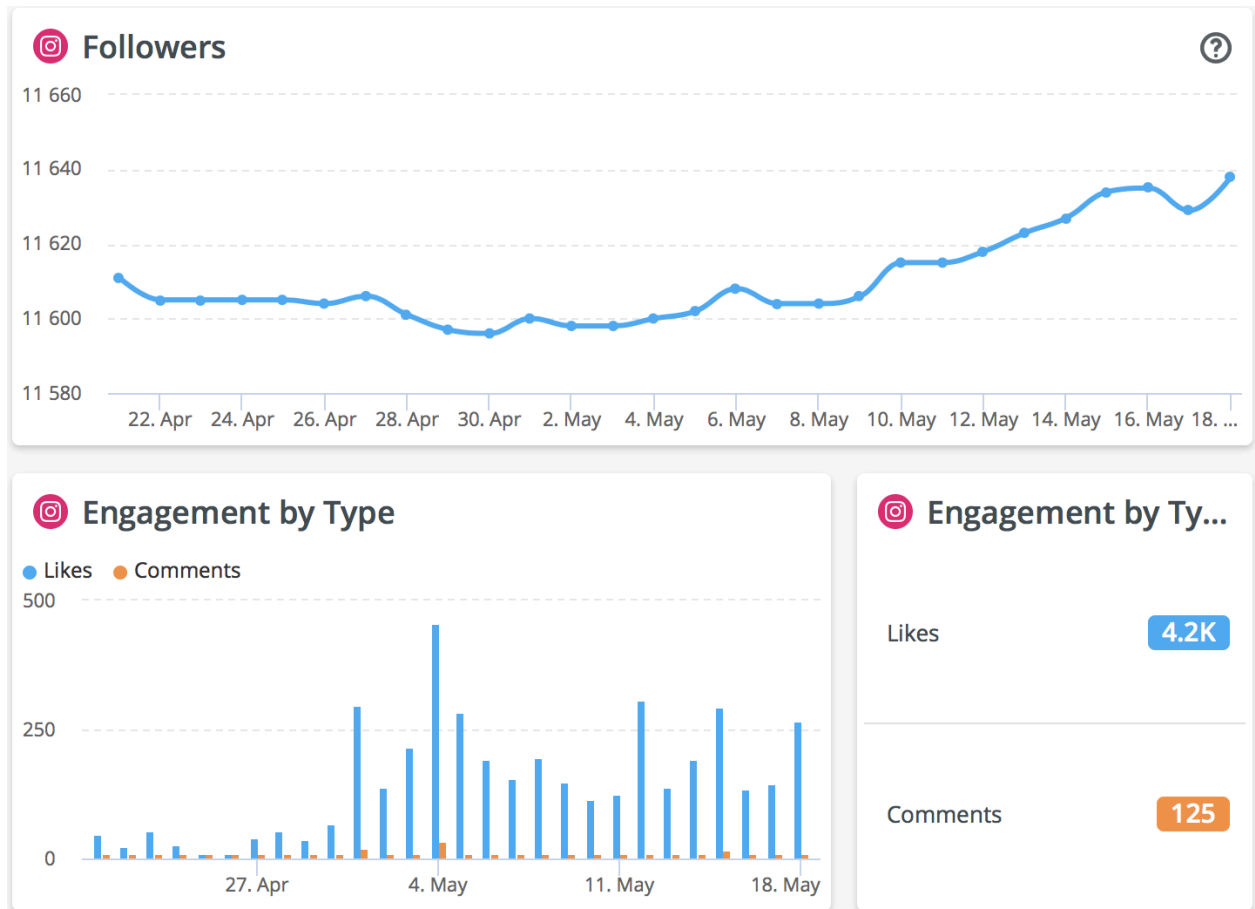 Followers
?
11 660
11 640
11 620
11 600
11 580
22. Apr 24. Apr 26. Apr 28. Apr 30. Apr 2. May 4. May 6. May 8. May 10. May 12. May 14. May 16. May 18. ...
Engagement by Type
Likes Comments
500
250
0
27. Apr 4. May 11. May 18. May
Engagement by Ty...
Likes 4.2K
Comments 125